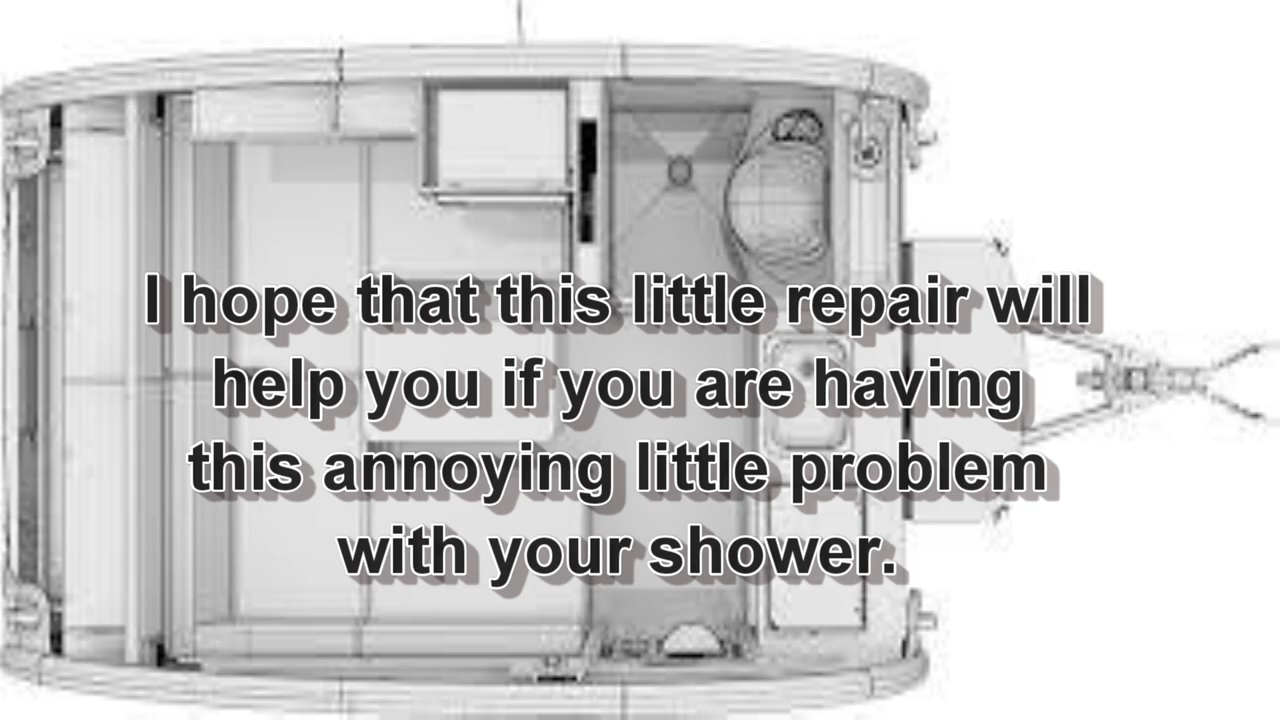 I hope that this little repair will
help you if you are having
this annoying little problem
with your shower.